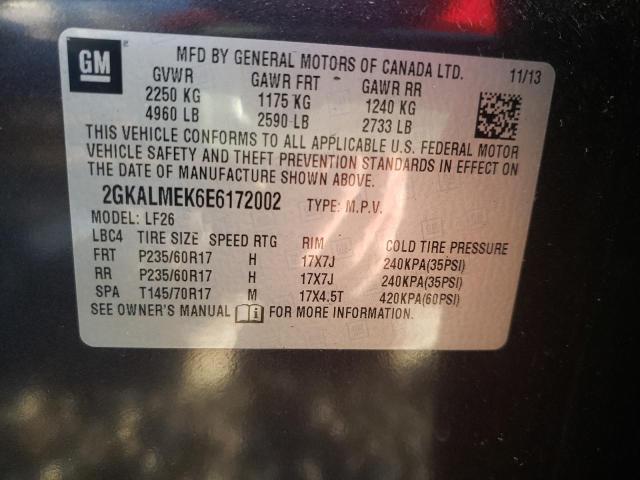 GM
MFD BY GENERAL MOTORS OF CANADA LTD.
GVWR GAWR FRT GAWR RR 11/13
2250 KG 1175 KG 1240 KG
4960 LB 2590 LB 2733 LB
THIS VEHICLE CONFORMS TO ALL APPLICABLE U.S. FEDERAL MOTOR
VEHICLE SAFETY AND THEFT PREVENTION STANDARDS IN EFFECT ON
THE DATE OF MANUFACTURE SHOWN ABOVE.
2GKALMEK6E6172002 TYPE: M.P.V.
MODEL: LF26
LBC4 TIRE SIZE SPEED RTG RIM COLD TIRE PRESSURE
FRT P235/60R17 H 17X7J 240KPA(35PSI)
RR P235/60R17 H 17X7J 240KPA(35PSI)
SPA T145/70R17 M 17X4.5T 420KPA(60PSI)
SEE OWNER'S MANUAL FOR MORE INFORMATION.